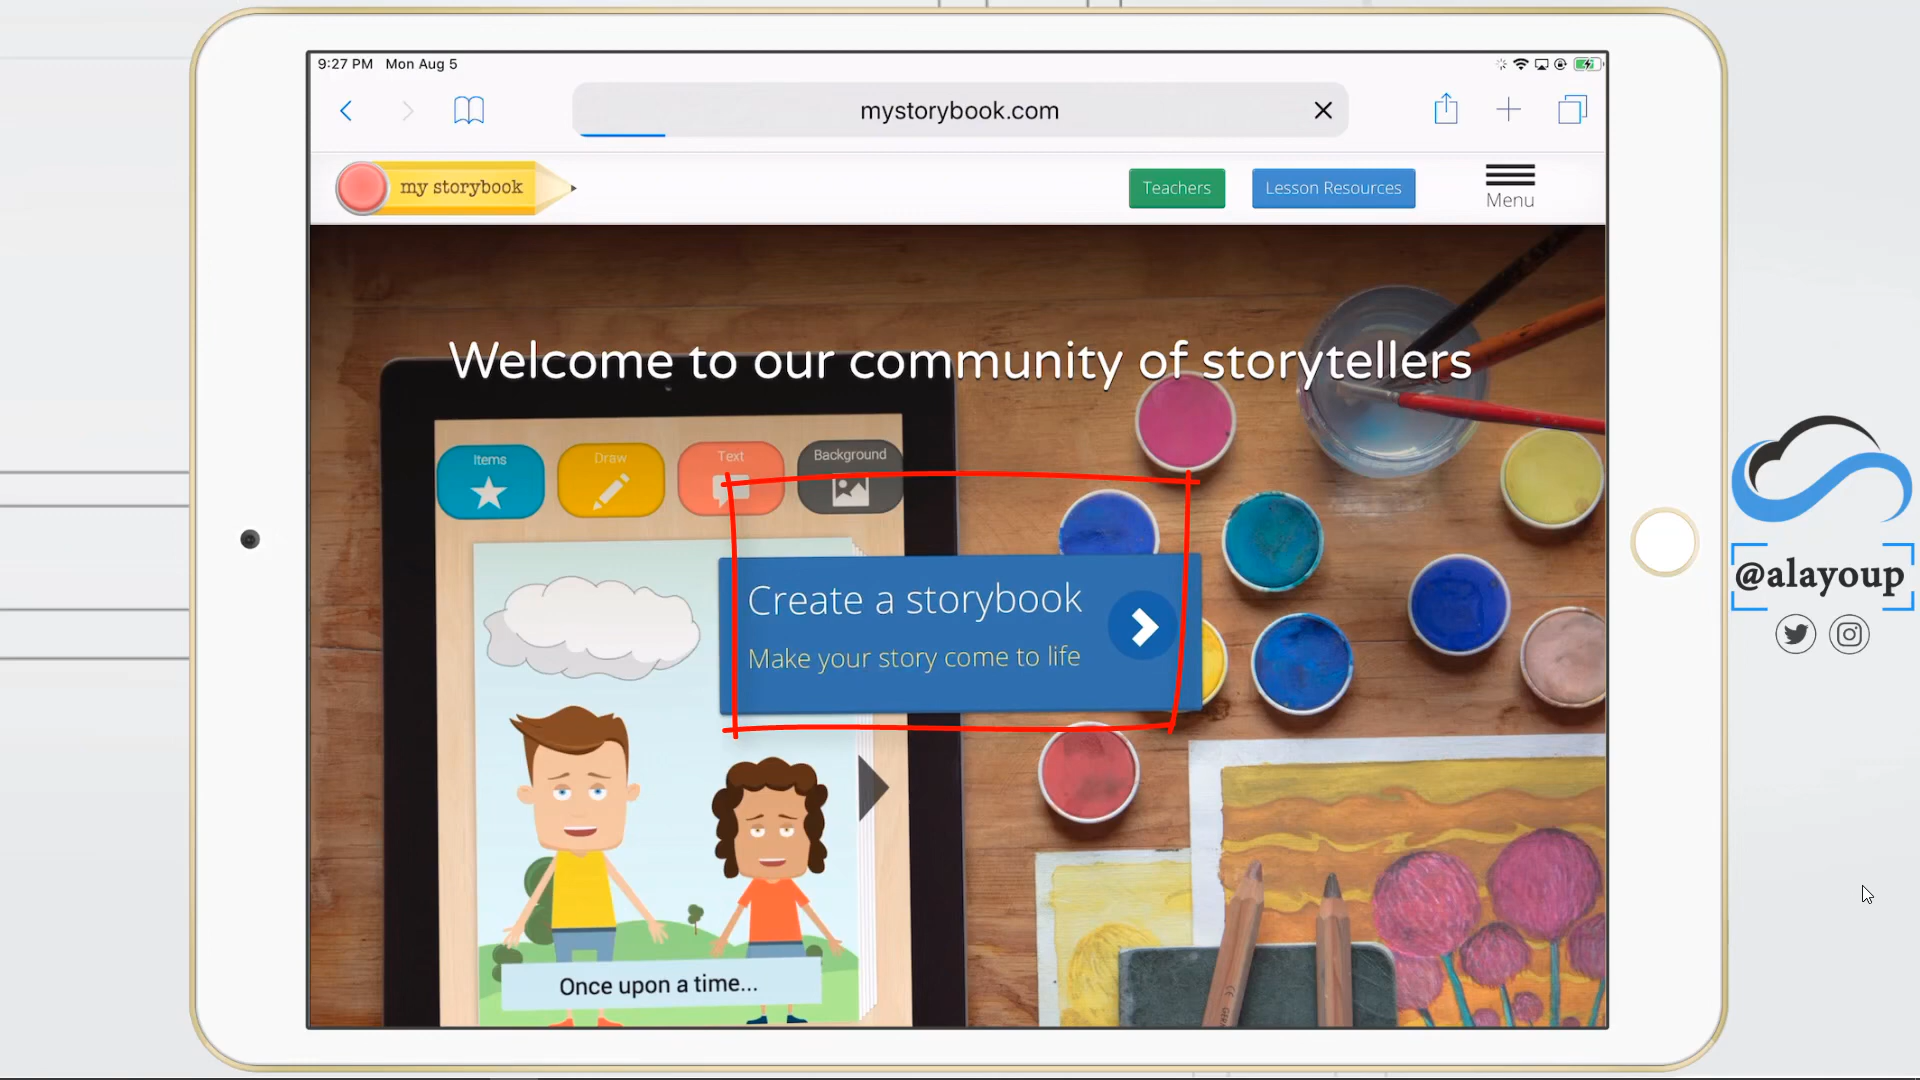 9:27 PM Mon Aug 5
mystorybook.com
my storybook
Teachers
Lesson Resources
Menu
Welcome to our community of storytellers
Items
Draw
Text
Background
Create a storybook
Make your story come to life
Once upon a time...
@alayoup